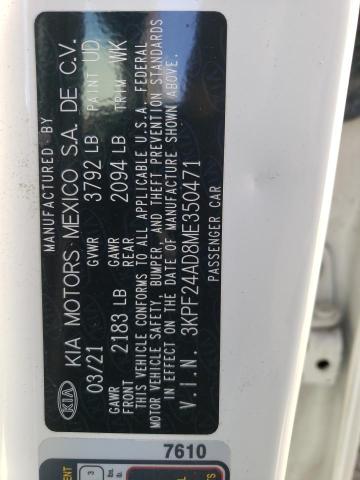 MANUFACTURED BY
KIA KIA MOTORS MEXICO S.A. DE C.V.
03/21 GVWR 3792 LB PAINT UD
GAWR FRONT 2183 LB GAWR REAR 2094 LB TRIM WK
THIS VEHICLE CONFORMS TO ALL APPLICABLE U.S.A. FEDERAL
MOTOR VEHICLE SAFETY, BUMPER, AND THEFT PREVENTION STANDARDS
IN EFFECT ON THE DATE OF MANUFACTURE SHOWN ABOVE.
V.I.N. 3KPF24AD8ME350471
PASSENGER CAR
7610